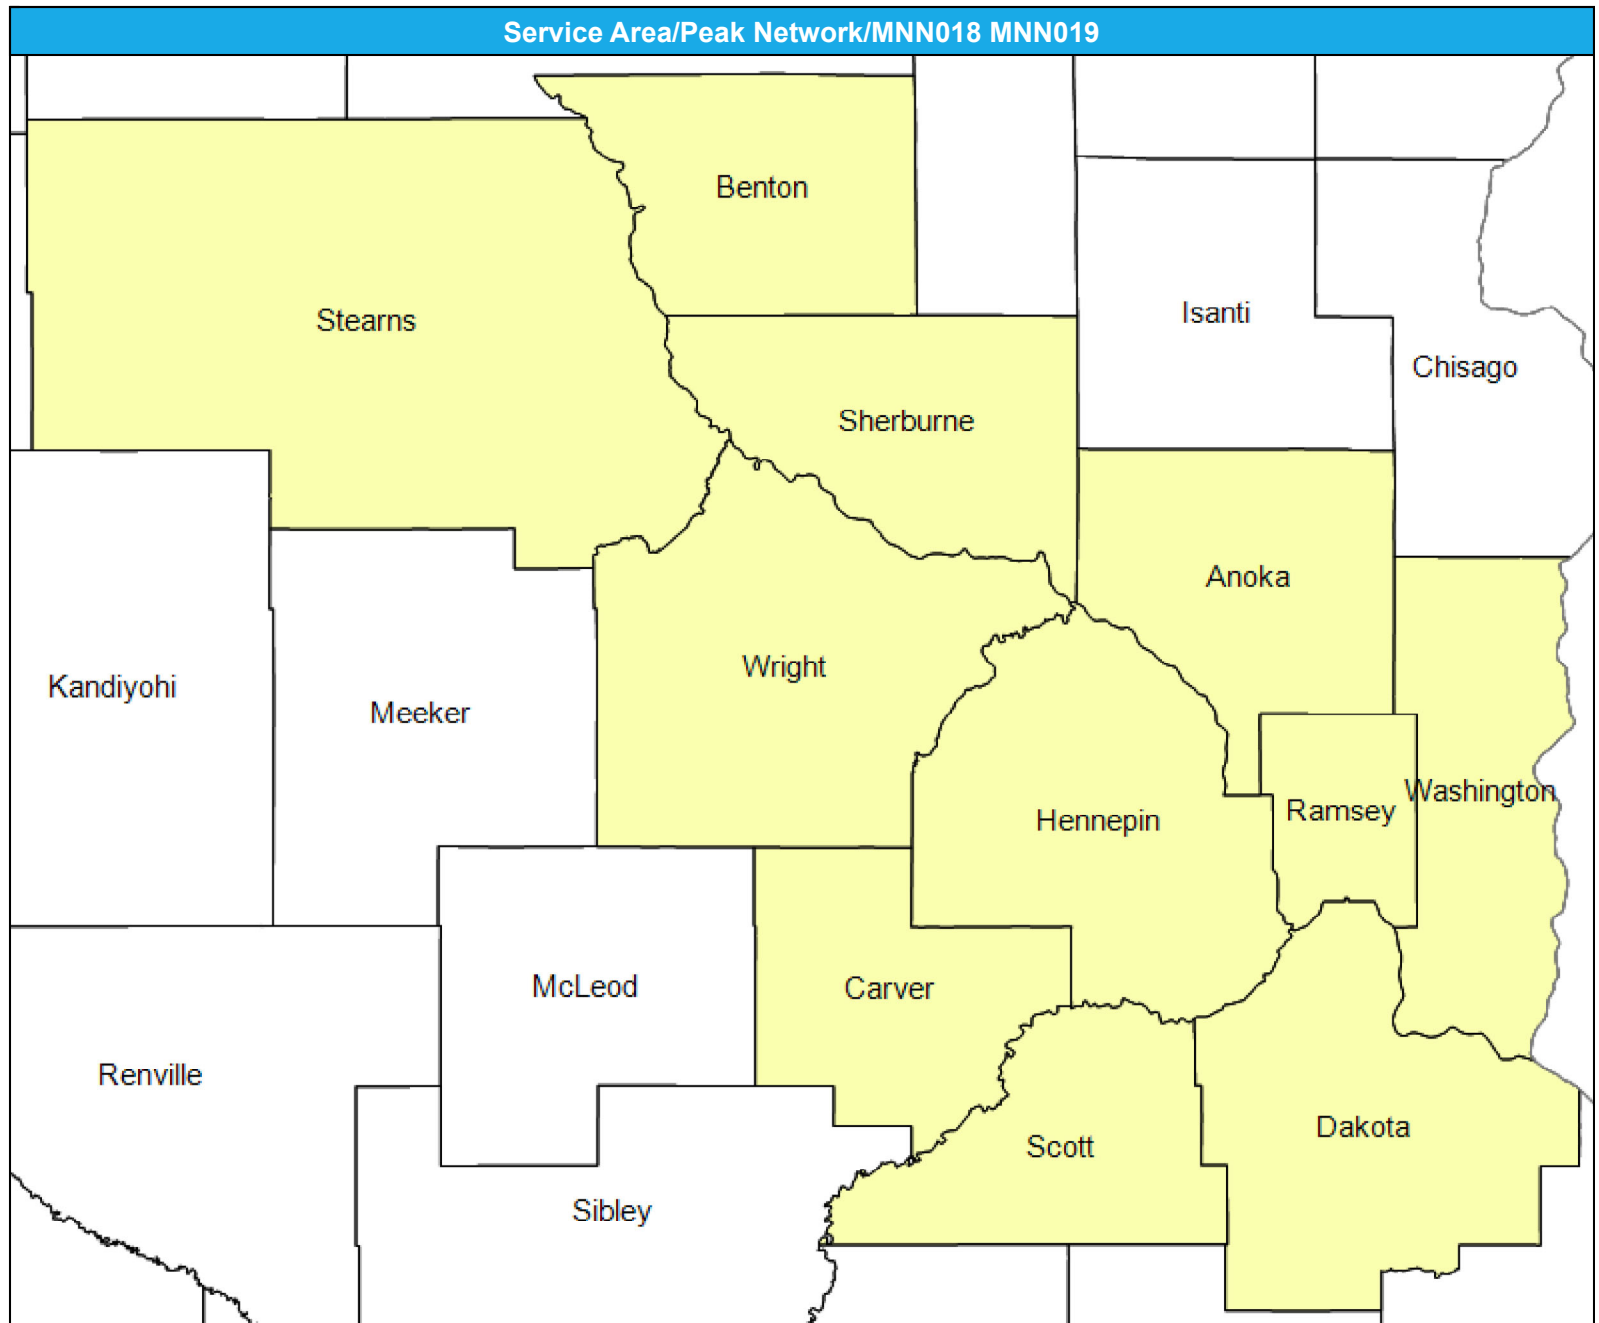 Service Area/Peak Network/MNN018 MNN019
Benton
Stearns
Isanti
Chisago
Sherburne
Anoka
Wright
Kandiyohi
Meeker
Washington
Ramsey
Hennepin
McLeod
Carver
Renville
Dakota
Scott
Sibley